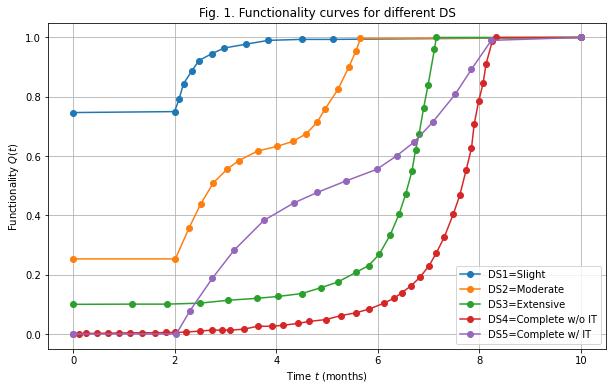 Fig. 1. Functionality curves for different DS
1.0
0.8
0.6
0.4
0.2
0.0
Functionality Q(t)
0
2
4
6
8
10
Time t (months)
DS1=Slight
DS2=Moderate
DS3=Extensive
DS4=Complete w/o IT
DS5=Complete w/ IT